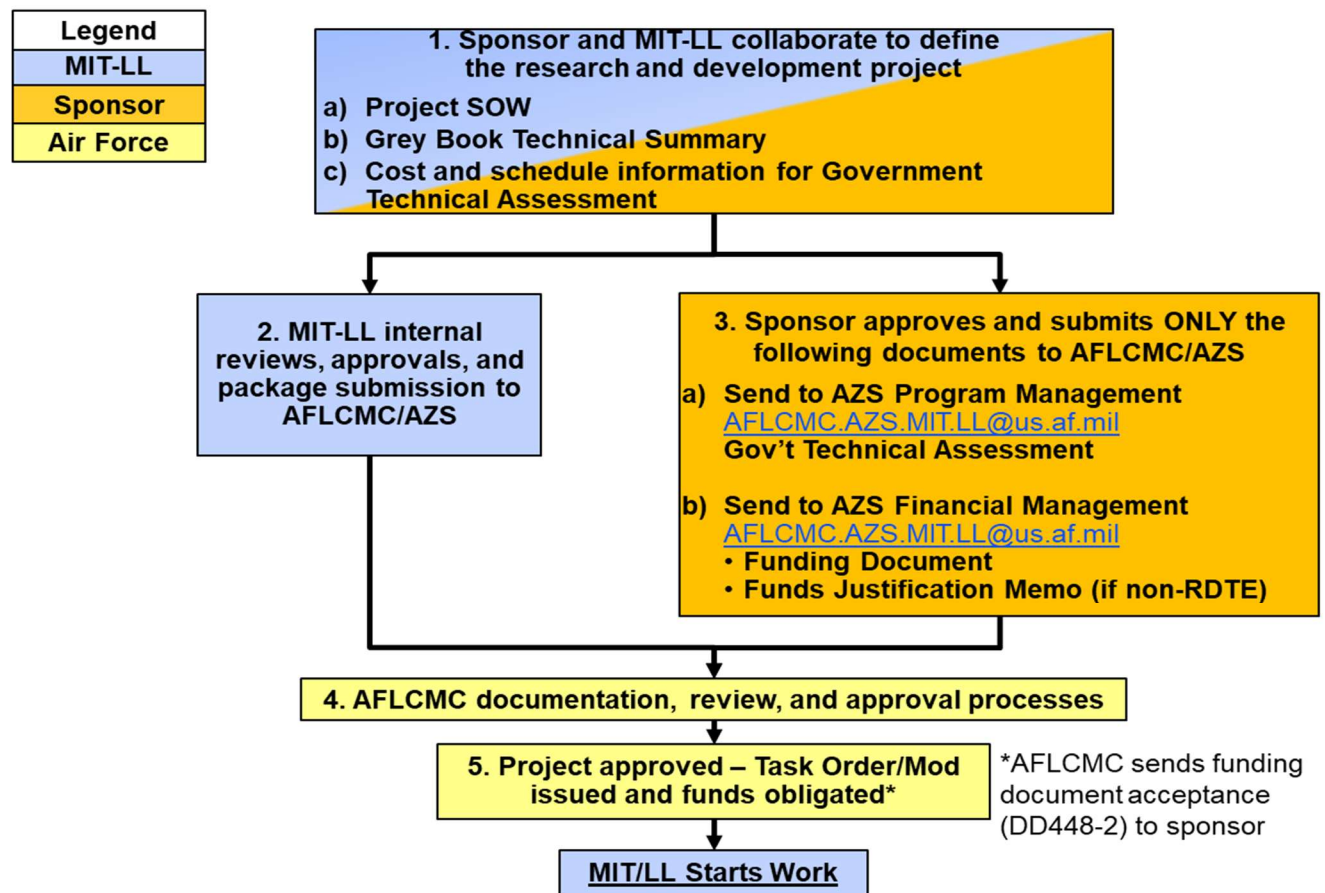 Legend
MIT-LL
Sponsor
Air Force
1. Sponsor and MIT-LL collaborate to define
the research and development project
a) Project SOW
b) Grey Book Technical Summary
c) Cost and schedule information for Government
Technical Assessment
2. MIT-LL internal
reviews, approvals, and
package submission to
AFLCMC/AZS
3. Sponsor approves and submits ONLY the
following documents to AFLCMC/AZS
a) Send to AZS Program Management
AFLCMC.AZS.MIT.LL@us.af.mil
Gov’t Technical Assessment
b) Send to AZS Financial Management
AFLCMC.AZS.MIT.LL@us.af.mil
• Funding Document
• Funds Justification Memo (if non-RDTE)
4. AFLCMC documentation, review, and approval processes
5. Project approved – Task Order/Mod
issued and funds obligated*
*AFLCMC sends funding
document acceptance
(DD448-2) to sponsor
MIT/LL Starts Work